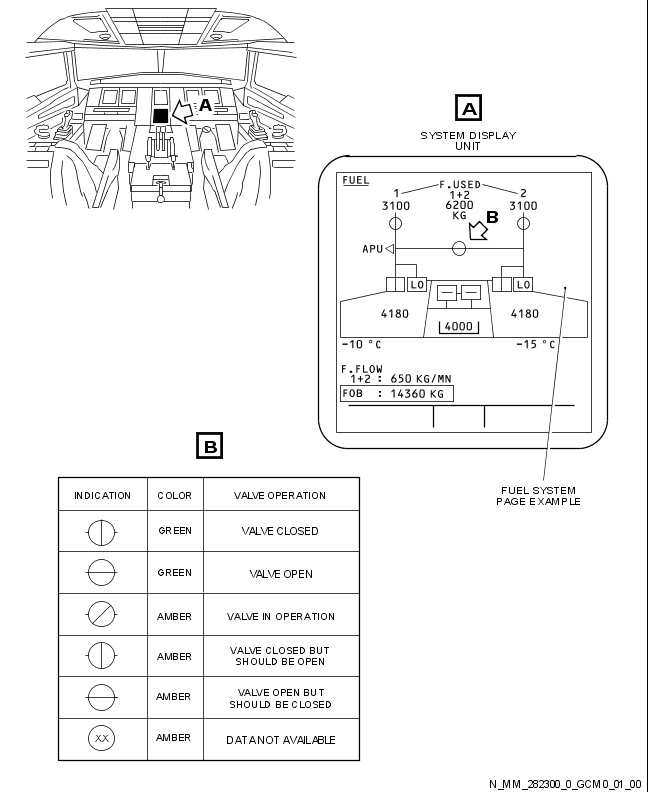 A
A
SYSTEM DISPLAY
UNIT
FUEL
F.USED
1 1+2 2
3100 6200 3100
KG B
APU
LO LO
4180 4000 4180
-10 °C -15 °C
F.FLOW
1+2 : 650 KG/MN
FOB : 14360 KG
FUEL SYSTEM
PAGE EXAMPLE
B
INDICATION COLOR VALVE OPERATION
GREEN VALVE CLOSED
GREEN VALVE OPEN
AMBER VALVE IN OPERATION
AMBER VALVE CLOSED BUT
SHOULD BE OPEN
AMBER VALVE OPEN BUT
SHOULD BE CLOSED
XX AMBER DATA NOT AVAILABLE
N_MM_282300_0_GCM0_01_00